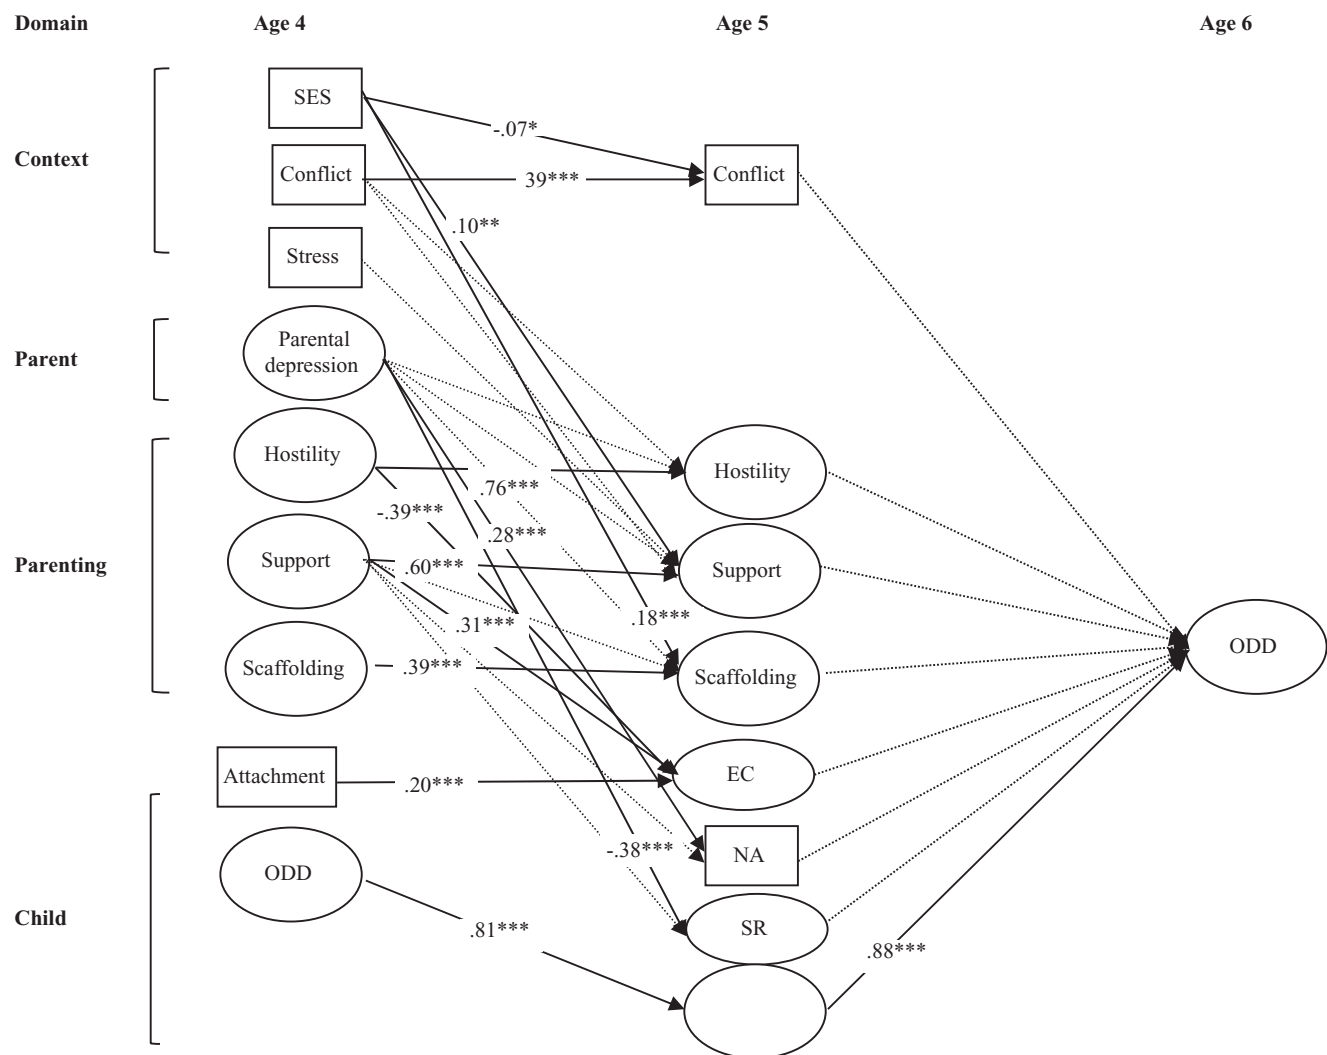 Domain Age 4 Age 5 Age 6
SES
-.07*
Context
Conflict
39***
Conflict
.10**
Stress
Parent
Parental
depression
Hostility
Hostility
.76***
-.39***
.28***
Parenting
Support
.60***
Support
.31***
.18***
ODD
Scaffolding
.39***
Scaffolding
Attachment
.20***
EC
-.38***
NA
ODD
Child
.81***
SR
.88***